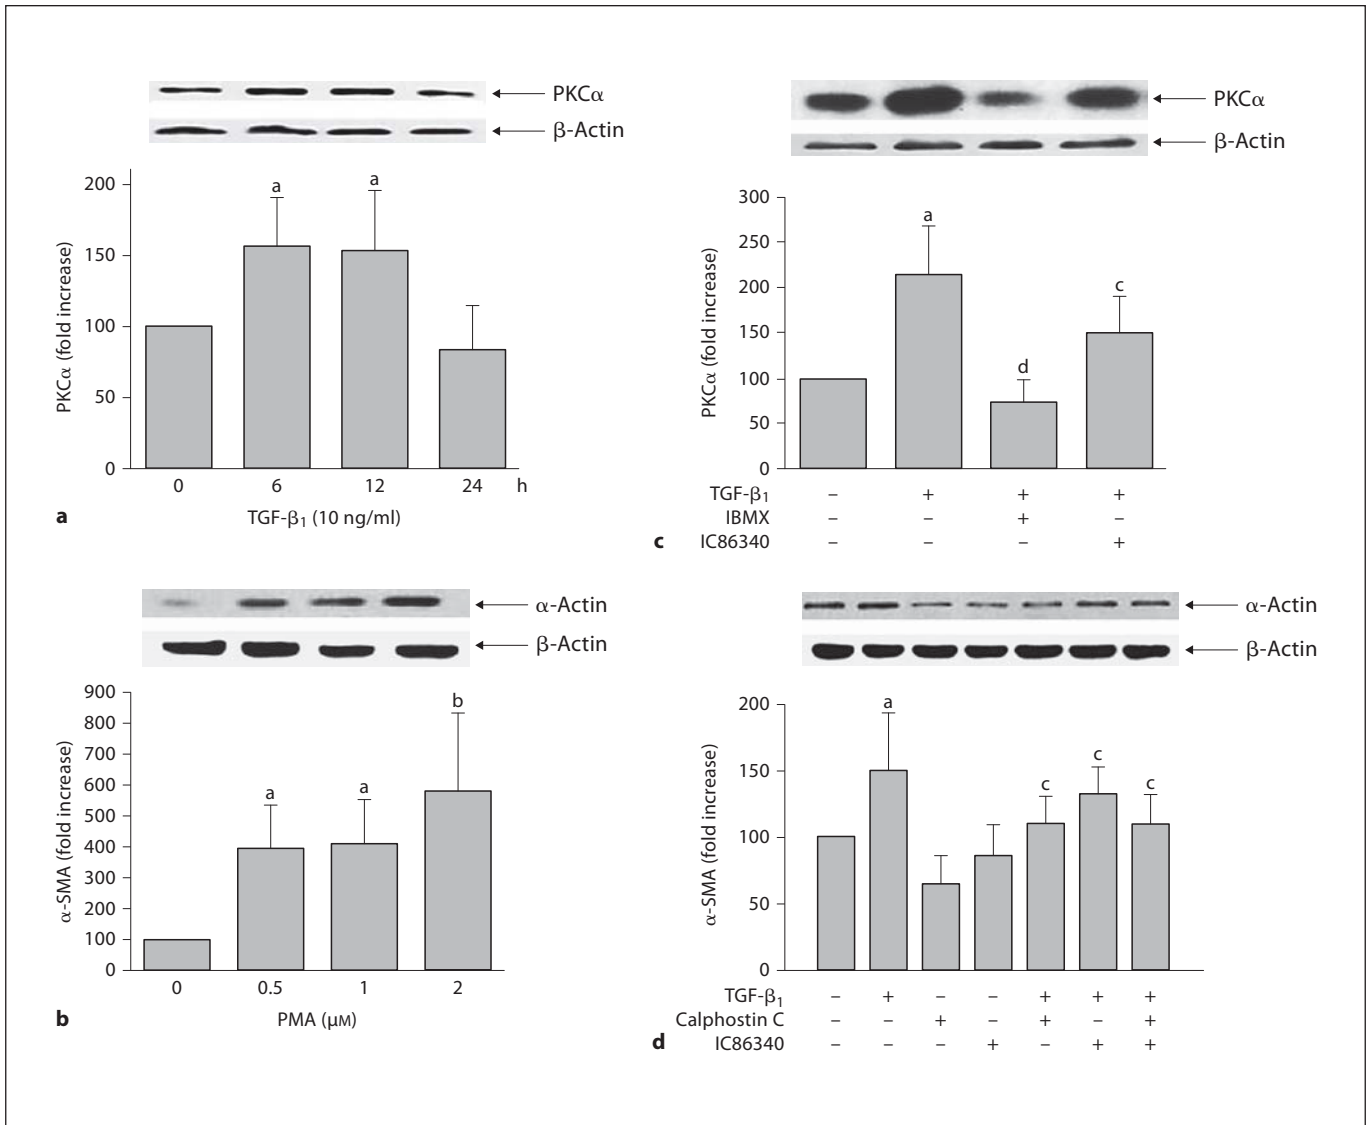 PKCα
β-Actin
200
a
a
150
100
50
0
PKCα (fold increase)
0 6 12 24 h
a TGF-β₁ (10 ng/ml)
PKCα
β-Actin
300
250
200
150
100
50
0
a
c
d
PKCα (fold increase)
TGF-β₁ – + + +
IBMX – – + –
c IC86340 – – – +
α-Actin
β-Actin
900
800
700
600
500
400
300
200
100
0
b
a
a
α-SMA (fold increase)
0 0.5 1 2
b PMA (μM)
α-Actin
β-Actin
200
150
100
50
0
a
c
c
c
α-SMA (fold increase)
TGF-β₁ – + – – + + +
Calphostin C – – + – + – +
d IC86340 – – – + – + +